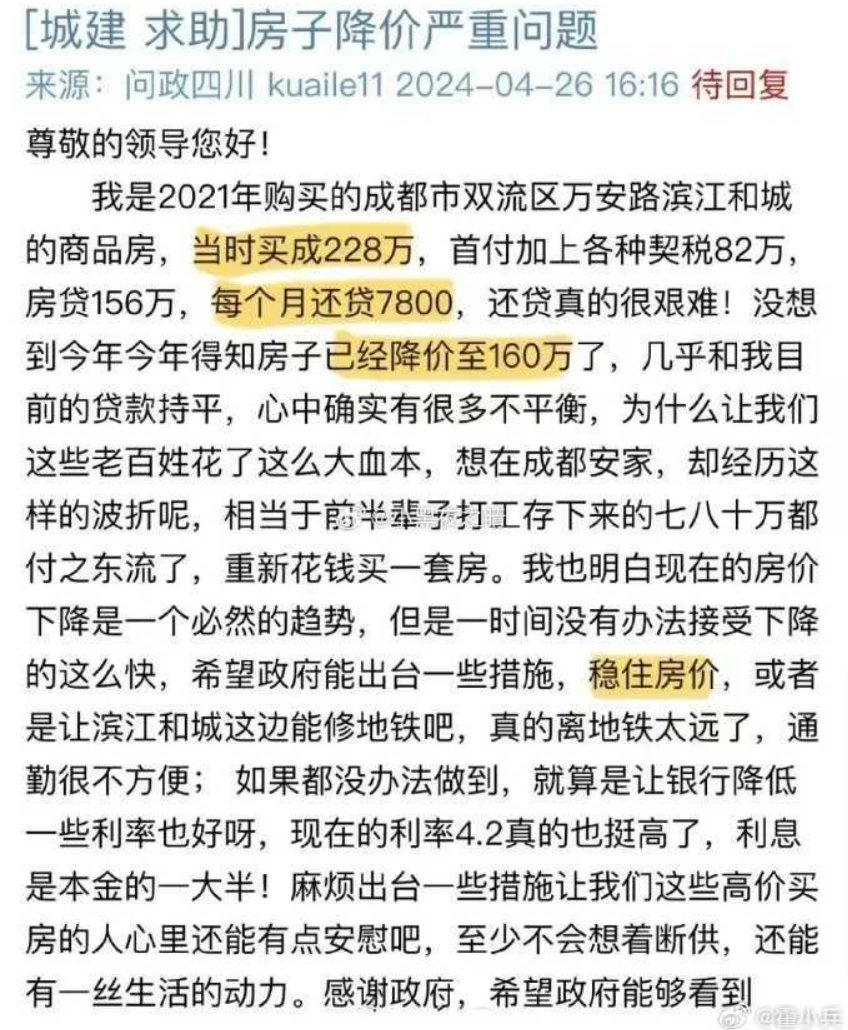 [城建 求助]房子降价严重问题
来源：问政四川 kuaile11 2024-04-26 16:16 待回复
尊敬的领导您好！
我是2021年购买的成都市双流区万安路滨江和城
的商品房，当时买成228万，首付加上各种契税82万，
房贷156万，每个月还贷7800，还贷真的很艰难！没想
到今年今年得知房子已经降价至160万了，几乎和我目
前的贷款持平，心中确实有很多不平衡，为什么让我们
这些老百姓花了这么大血本，想在成都安家，却经历这
样的波折呢，相当于前半辈子打工存下来的七八十万都
付之东流了，重新花钱买一套房。我也明白现在的房价
下降是一个必然的趋势，但是一时间没有办法接受下降
的这么快，希望政府能出台一些措施，稳住房价，或者
是让滨江和城这边能修地铁吧，真的离地铁太远了，通
勤很不方便； 如果都没办法做到，就算是让银行降低
一些利率也好呀，现在的利率4.2真的也挺高了，利息
是本金的一大半！麻烦出台一些措施让我们这些高价买
房的人心里还能有点安慰吧，至少不会想着断供，还能
有一丝生活的动力。感谢政府，希望政府能够看到
@霍小兵